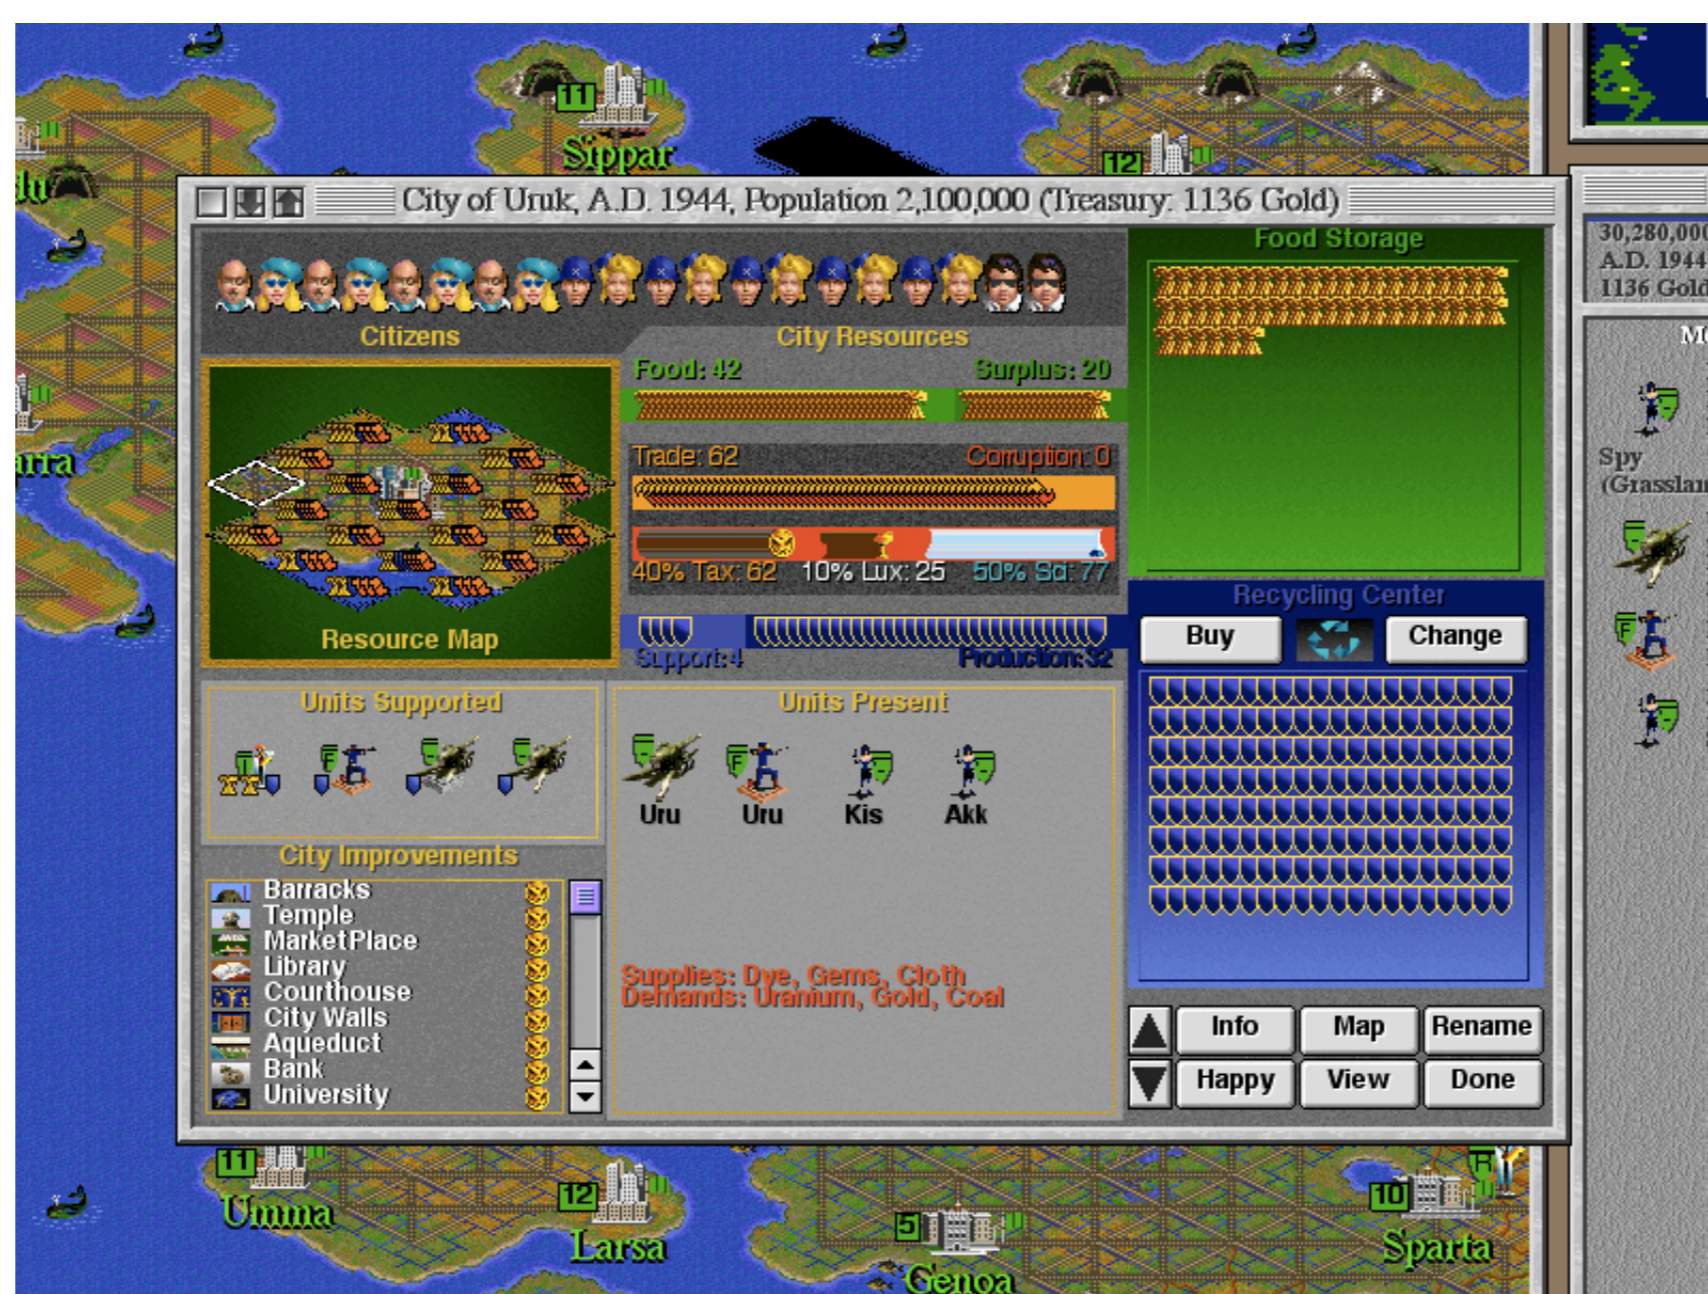 11
Sippar
12
City of Uruk, A.D. 1944, Population 2,100,000 (Treasury: 1136 Gold)
Food Storage
30,280,000
A.D. 1944
1136 Gold
Citizens
City Resources
Food: 42
Surplus: 20
Trade: 62
Corruption: 0
40% Tax: 62
10% Lux: 25
50% Sci: 77
Support: 4
Production: 32
Resource Map
Recycling Center
Buy
Change
Spy
Units Supported
Units Present
F
F
F
Uru
Uru
Kis
Akk
City Improvements
Barracks
Temple
MarketPlace
Library
Courthouse
City Walls
Aqueduct
Bank
University
Supplies: Dye, Gems, Cloth
Demands: Uranium, Gold, Coal
Info
Map
Rename
Happy
View
Done
11
Umma
12
Larsa
5
Genoa
10
Sparta